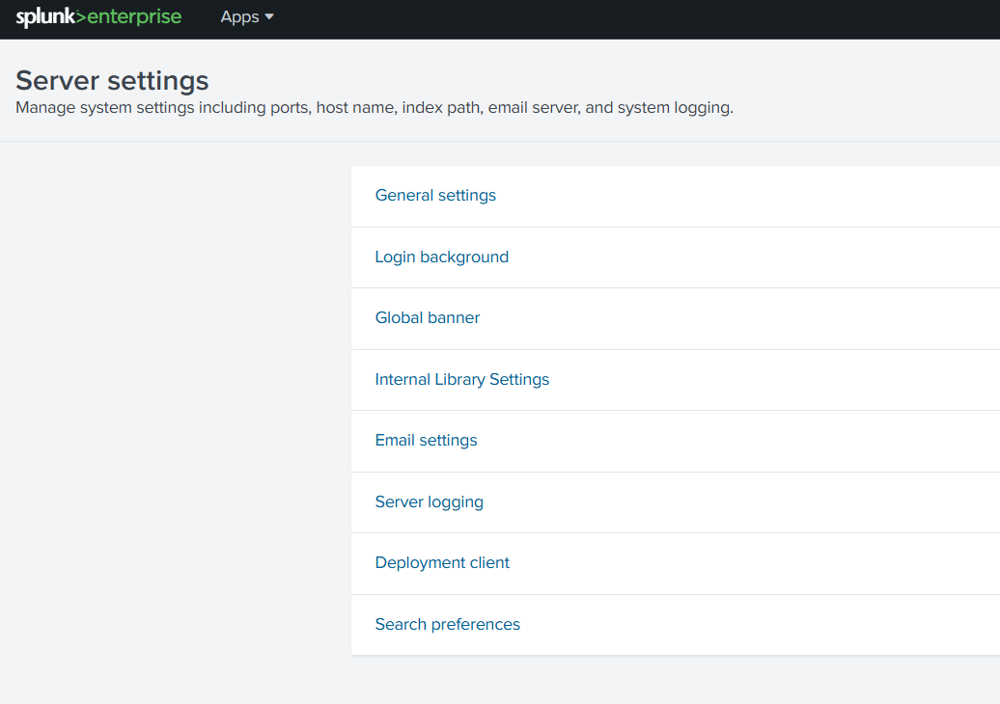 splunk>enterprise Apps
Server settings
Manage system settings including ports, host name, index path, email server, and system logging.
General settings
Login background
Global banner
Internal Library Settings
Email settings
Server logging
Deployment client
Search preferences